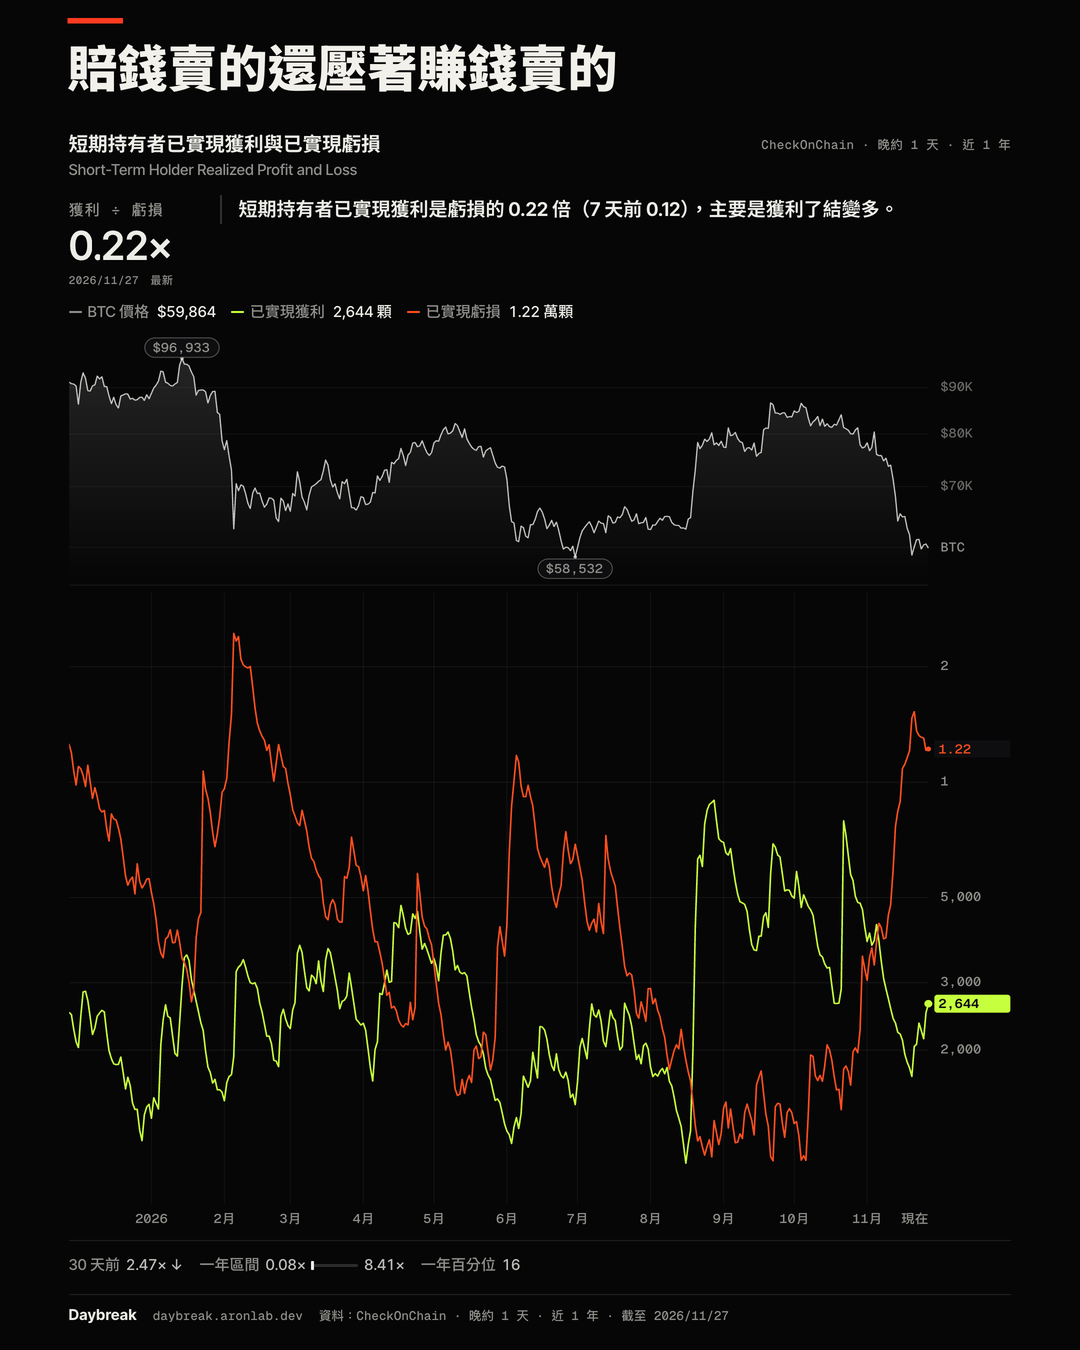 賠錢賣的還壓著賺錢賣的
短期持有者已實現獲利與已實現虧損
CheckOnChain · 晚約 1 天 · 近 1 年
Short-Term Holder Realized Profit and Loss
獲利 ÷ 虧損
短期持有者已實現獲利是虧損的 0.22 倍（7 天前 0.12），主要是獲利了結變多。
0.22×
2026/11/27 最新
BTC 價格 $59,864 已實現獲利 2,644 顆 已實現虧損 1.22 萬顆
$96,933
$90K
$80K
$70K
BTC
$58,532
2
1.22
1
5,000
3,000
2,644
2,000
2026 2月 3月 4月 5月 6月 7月 8月 9月 10月 11月 現在
30 天前 2.47× ↓ 一年區間 0.08× 8.41× 一年百分位 16
Daybreak daybreak.aronlab.dev 資料：CheckOnChain · 晚約 1 天 · 近 1 年 · 截至 2026/11/27